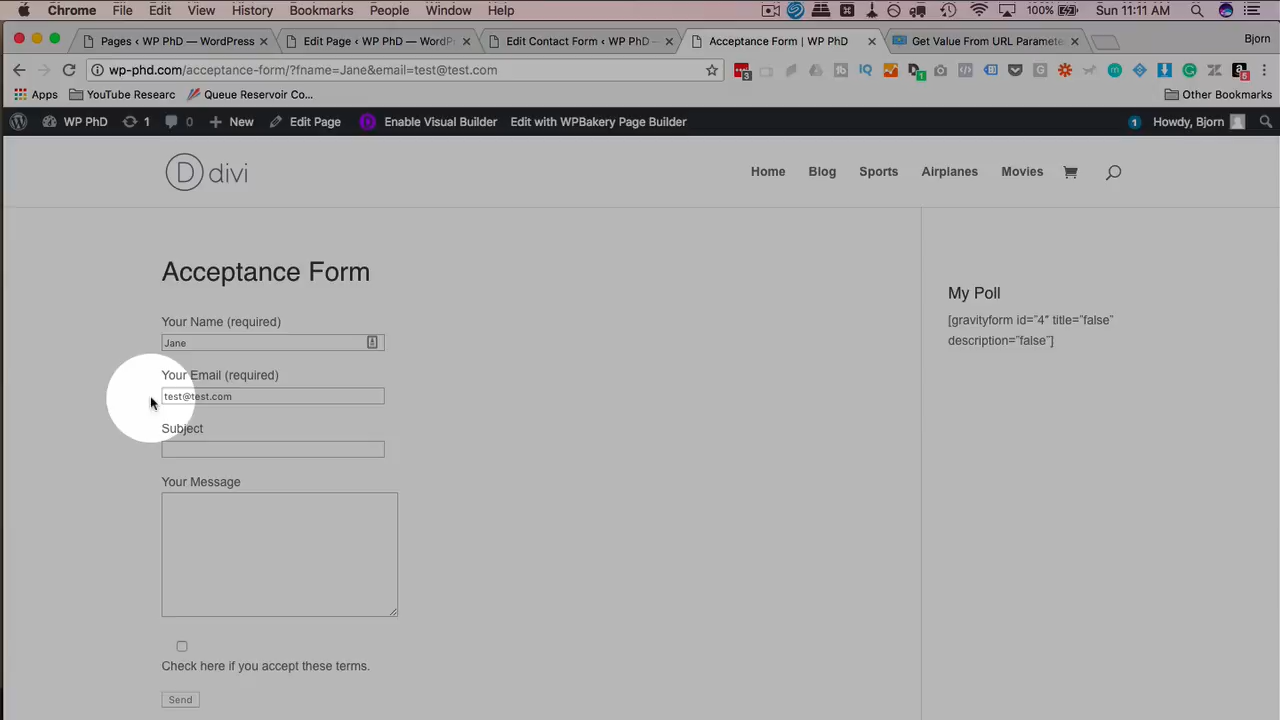 Chrome File Edit View History Bookmarks People Window Help 100% Sun 11:11 AM
Pages ‹ WP PhD — WordPress Edit Page ‹ WP PhD — WordP Edit Contact Form ‹ WP PhD – Acceptance Form | WP PhD Get Value From URL Paramete Bjorn
wp-phd.com/acceptance-form/?fname=Jane&email=test@test.com
Apps YouTube Researc Queue Reservoir Co... Other Bookmarks
WP PhD 1 0 New Edit Page Enable Visual Builder Edit with WPBakery Page Builder 1 Howdy, Bjorn
D divi Home Blog Sports Airplanes Movies
Acceptance Form
Your Name (required)
Jane
Your Email (required)
test@test.com
Subject
Your Message
Check here if you accept these terms.
Send
My Poll
[gravityform id="4" title="false"
description="false"]